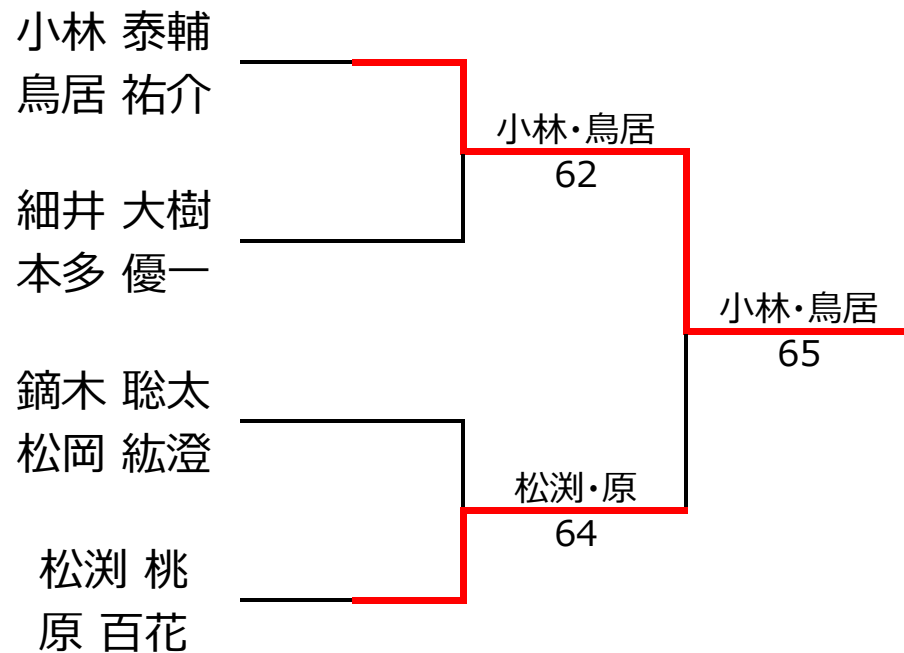 小林 泰輔
鳥居 祐介
細井 大樹
本多 優一
鏑木 聡太
松岡 紘澄
松渕 桃
原 百花
小林・鳥居
62
松渕・原
64
小林・鳥居
65